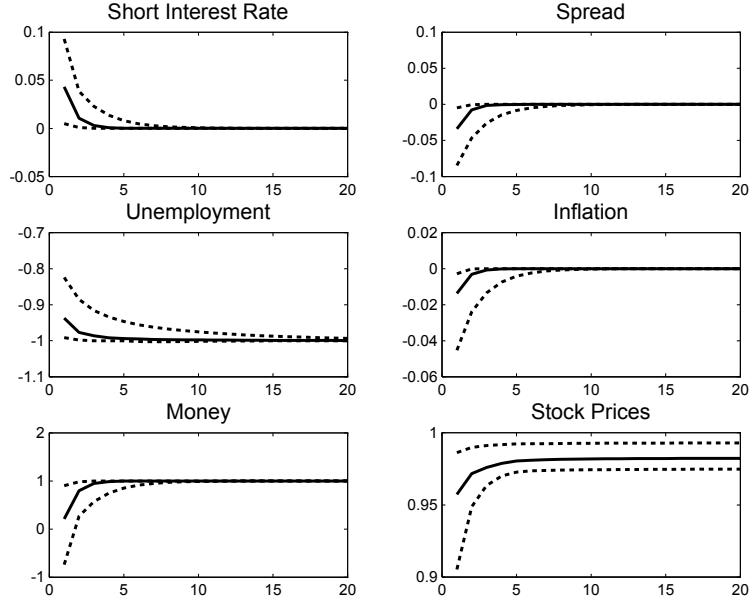 Short Interest Rate
0.1
0.05
0
-0.05
0 5 10 15 20
Spread
0.1
0.05
0
-0.05
-0.1
0 5 10 15 20
Unemployment
-0.7
-0.8
-0.9
-1
-1.1
0 5 10 15 20
Inflation
0.02
0
-0.02
-0.04
-0.06
0 5 10 15 20
Money
2
1
0
-1
0 5 10 15 20
Stock Prices
1
0.95
0.9
0 5 10 15 20